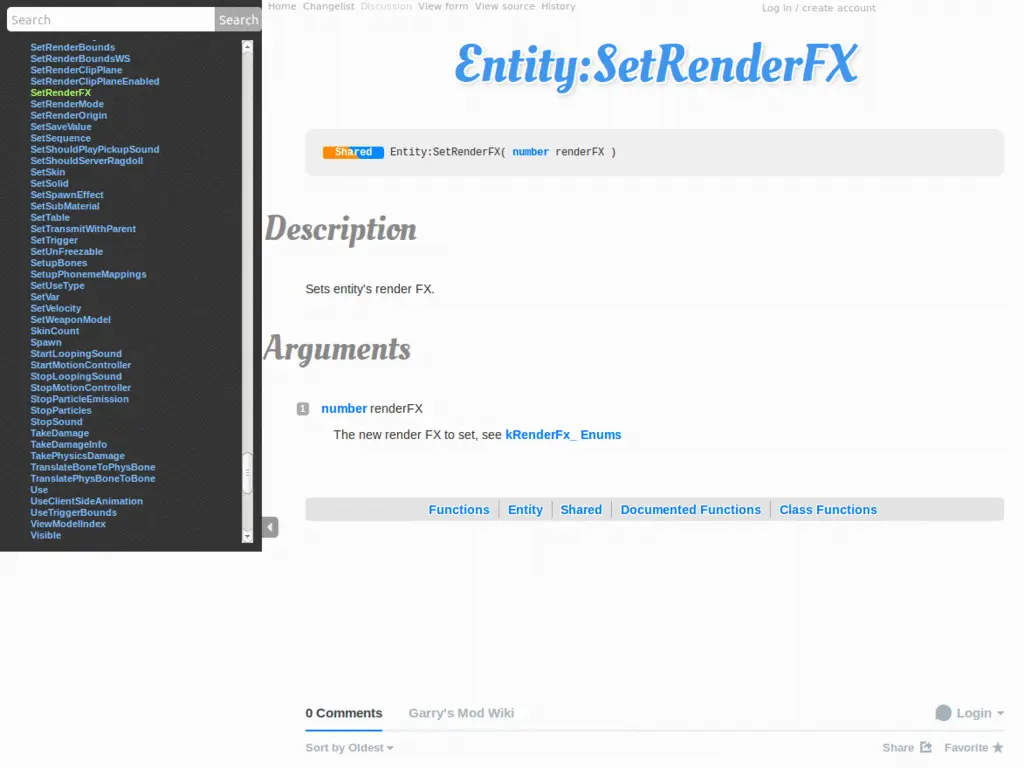 Search
Search
SetRenderBounds
SetRenderBoundsWS
SetRenderClipPlane
SetRenderClipPlaneEnabled
SetRenderFX
SetRenderMode
SetRenderOrigin
SetSaveValue
SetSequence
SetShouldPlayPickupSound
SetShouldServerRagdoll
SetSkin
SetSolid
SetSpawnEffect
SetSubMaterial
SetTable
SetTransmitWithParent
SetTrigger
SetUnFreezable
SetupBones
SetupPhonemeMappings
SetUseType
SetVar
SetVelocity
SetWeaponModel
SkinCount
Spawn
StartLoopingSound
StartMotionController
StopLoopingSound
StopMotionController
StopParticleEmission
StopParticles
StopSound
TakeDamage
TakeDamageInfo
TakePhysicsDamage
TranslateBoneToPhysBone
TranslatePhysBoneToBone
Use
UseClientSideAnimation
UseTriggerBounds
ViewModelIndex
Visible
Home Changelist Discussion View form View source History
Log in / create account
Entity:SetRenderFX
Shared Entity:SetRenderFX( number renderFX )
Description
Sets entity's render FX.
Arguments
1 number renderFX
The new render FX to set, see kRenderFx_ Enums
Functions Entity Shared Documented Functions Class Functions
0 Comments Garry's Mod Wiki Login
Sort by Oldest Share Favorite